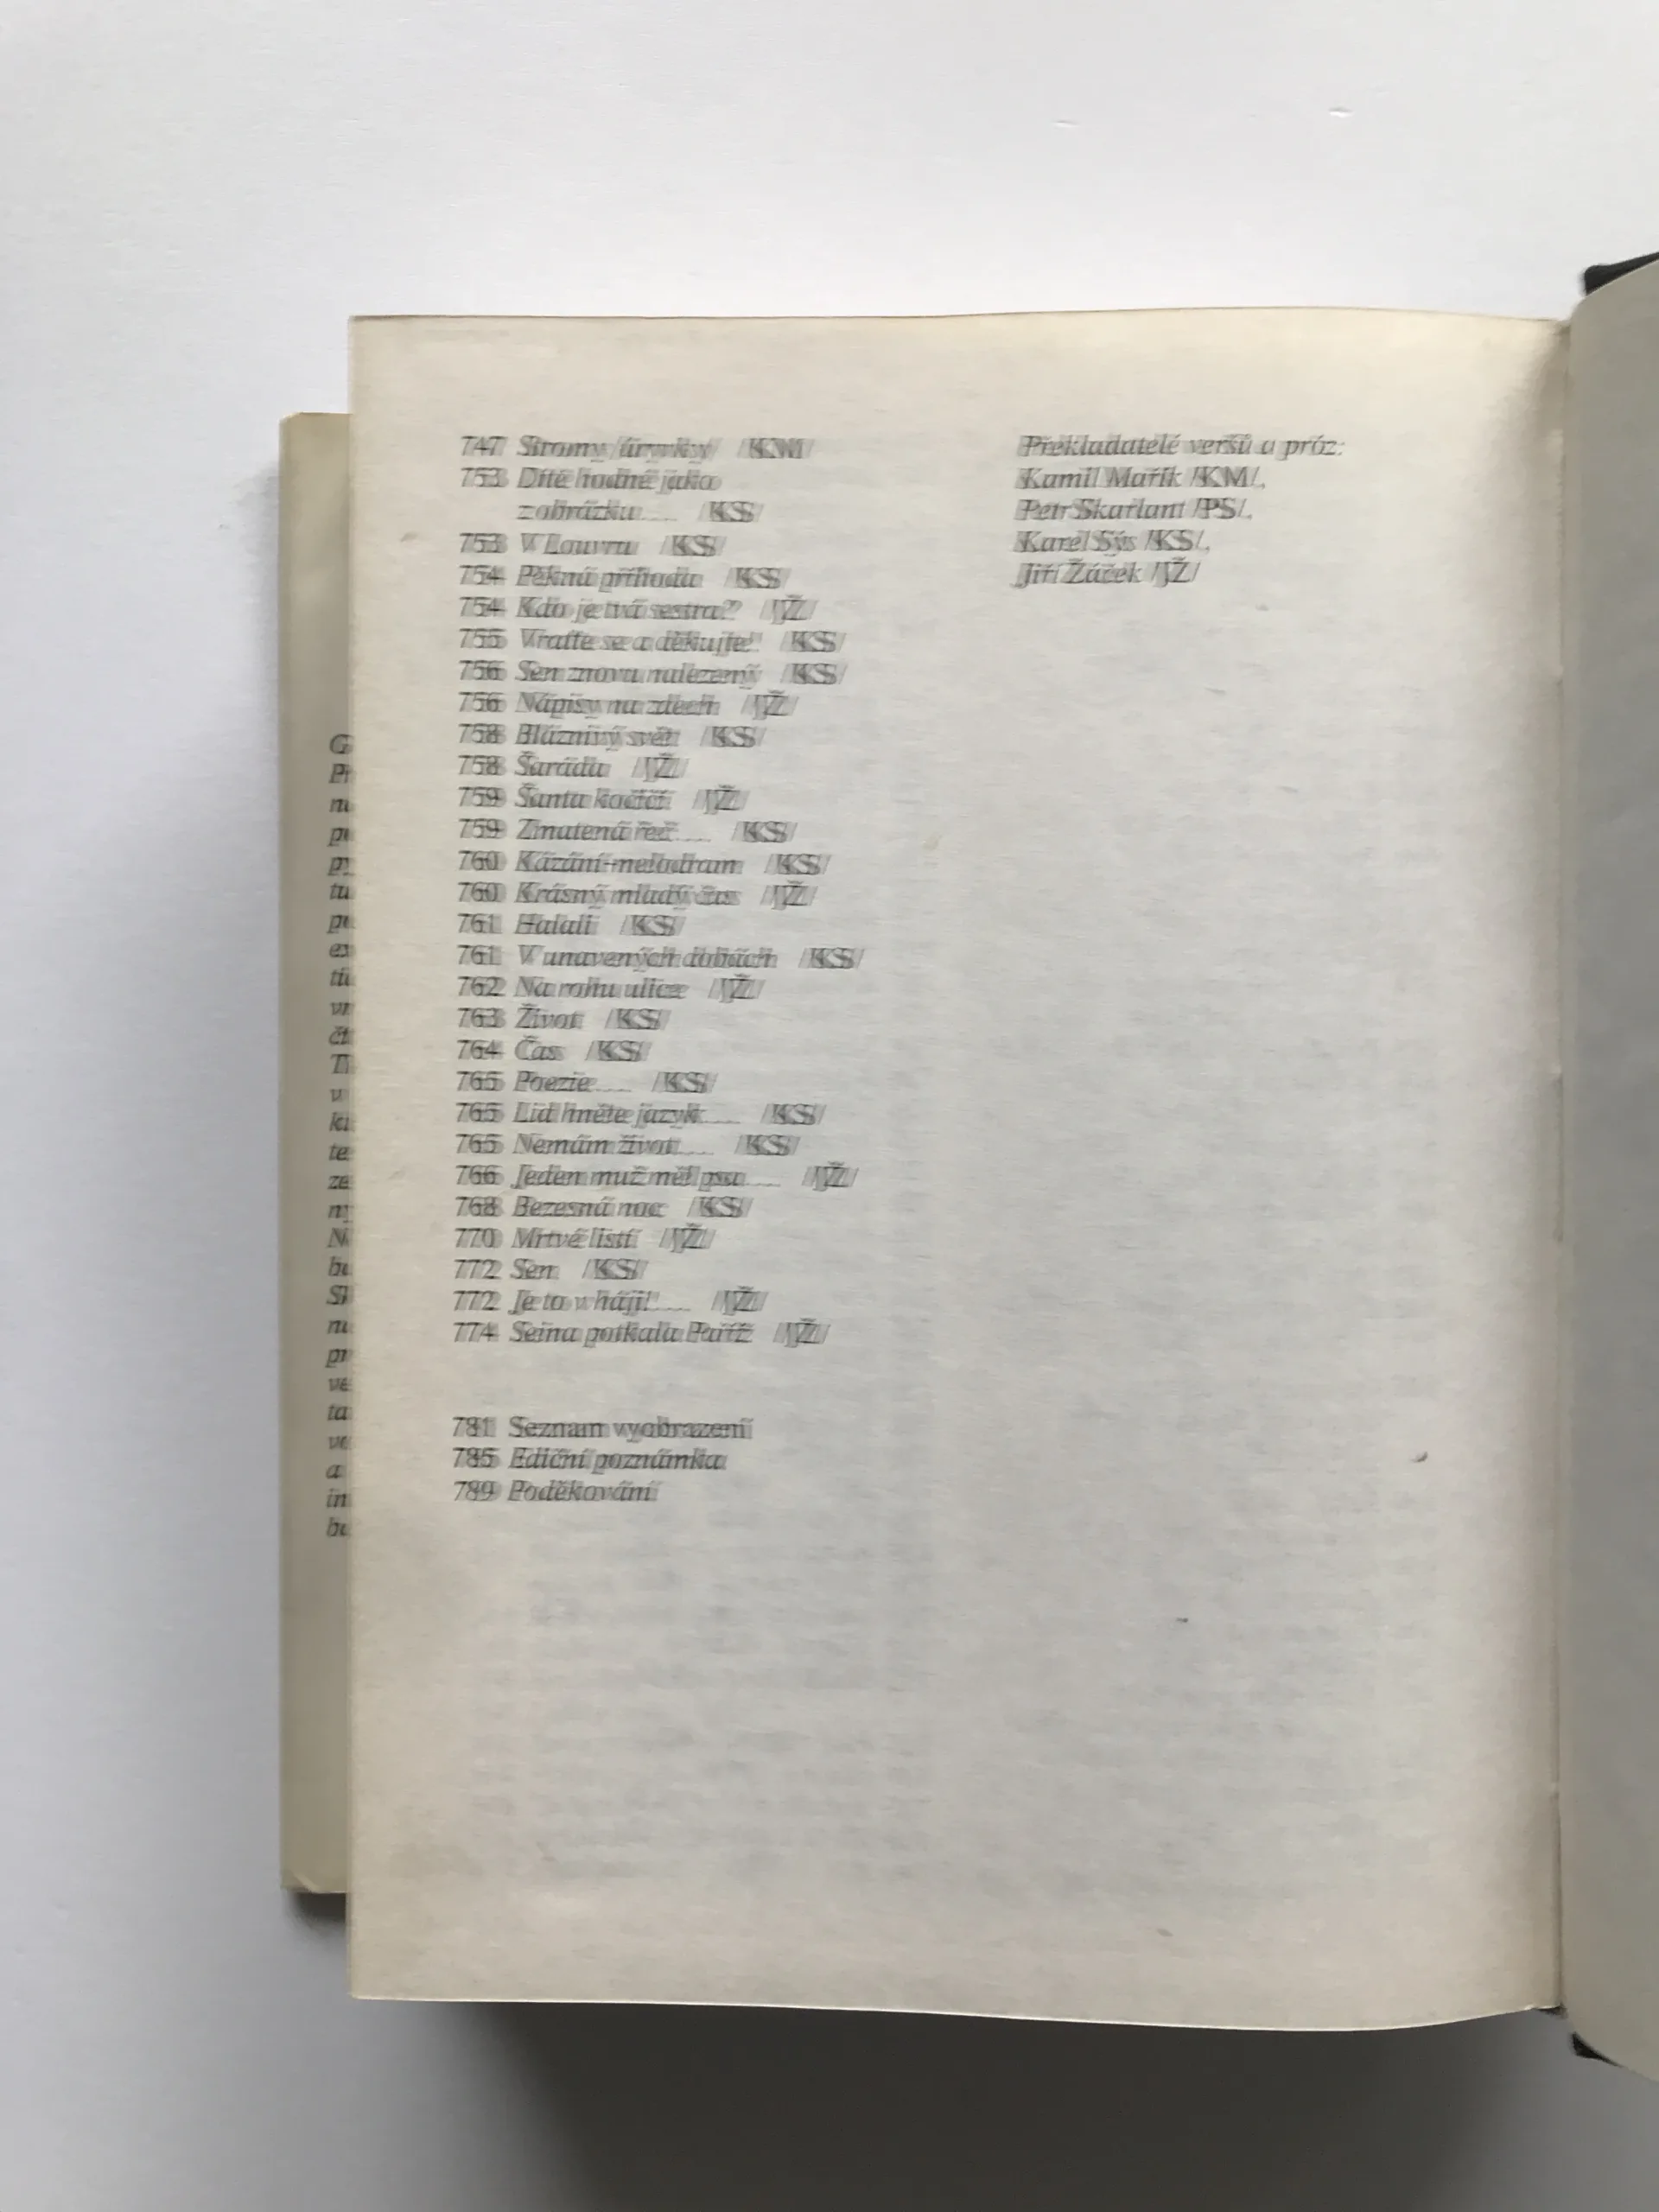 747 Stromy /úryvky/ /KM/
753 Dítě hodné jako
z obrázku... /KS/
753 V Louvru /KS/
754 Pěkná příhoda /KS/
754 Kdo je tvá sestra? /JŽ/
755 Vraťte se a děkujte! /KS/
756 Sen znovu nalezený /KS/
756 Nápisy na zdech /JŽ/
758 Bláznivý svět /KS/
758 Šaráda /JŽ/
759 Šanta kočičí /JŽ/
759 Zmatená řeč... /KS/
760 Kázání-melodram /KS/
760 Krásný mladý čas /JŽ/
761 Halali /KS/
761 V unavených dobách /KS/
762 Na rohu ulice /JŽ/
763 Život /KS/
764 Čas /KS/
765 Poezie... /KS/
765 Lid hněte jazyk... /KS/
765 Nemám život... /KS/
766 Jeden muž měl psa... /JŽ/
768 Bezesná noc /KS/
770 Mrtvé listí /JŽ/
772 Sen /KS/
772 Je to v háji!... /JŽ/
774 Seina potkala Paříž /JŽ/
781 Seznam vyobrazení
785 Ediční poznámka
789 Poděkování
Překladatelé veršů a próz:
Kamil Mařík /KM/,
Petr Skarlant /PS/,
Karel Sýs /KS/,
Jiří Žáček /JŽ/